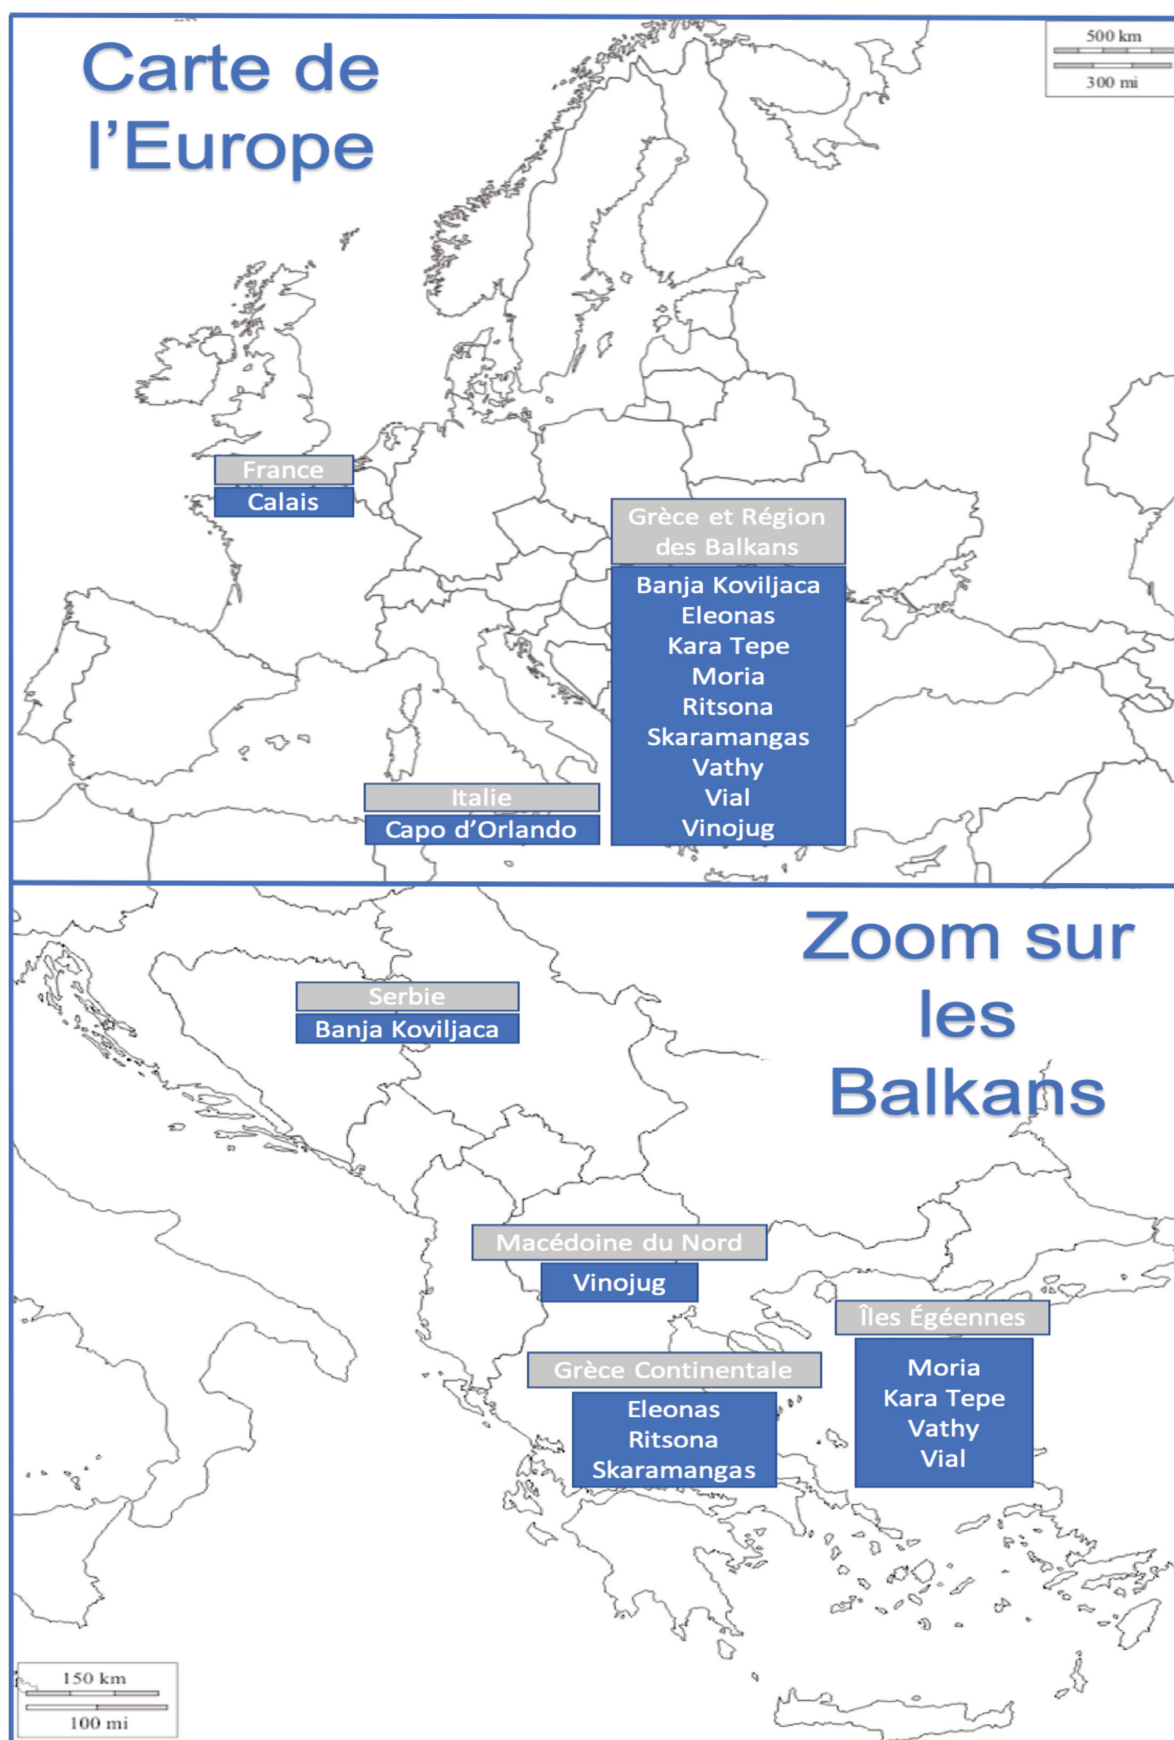 Carte de
l'Europe
500 km
300 mi
France
Calais
Grèce et Région
des Balkans
Banja Koviljaca
Eleonas
Kara Tepe
Moria
Ritsona
Skaramangas
Vathy
Vial
Vinojug
Italie
Capo d'Orlando
Zoom sur
les
Balkans
Serbie
Banja Koviljaca
Macédoine du Nord
Vinojug
Îles Égéennes
Moria
Kara Tepe
Vathy
Vial
Grèce Continentale
Eleonas
Ritsona
Skaramangas
150 km
100 mi